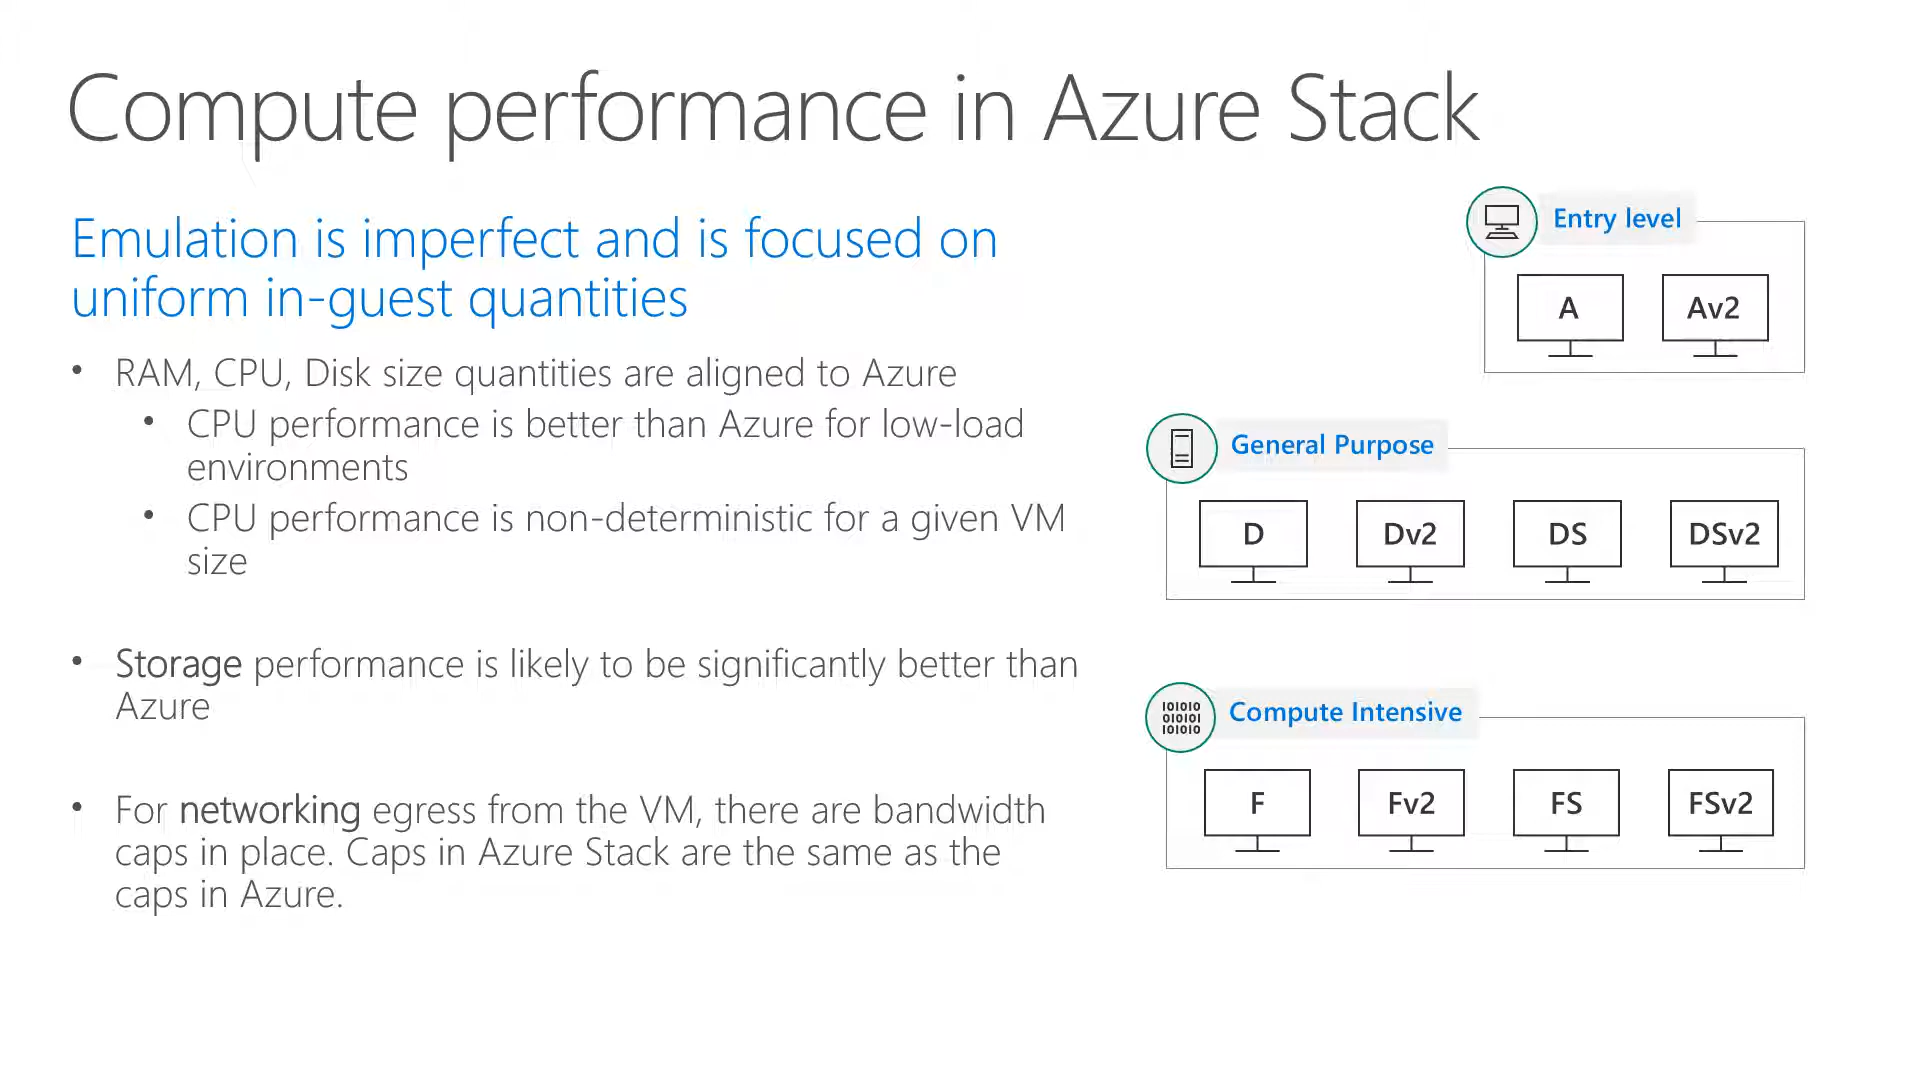 Compute performance in Azure Stack
Emulation is imperfect and is focused on
uniform in-guest quantities
• RAM, CPU, Disk size quantities are aligned to Azure
• CPU performance is better than Azure for low-load
environments
• CPU performance is non-deterministic for a given VM
size
• Storage performance is likely to be significantly better than
Azure
• For networking egress from the VM, there are bandwidth
caps in place. Caps in Azure Stack are the same as the
caps in Azure.
Entry level
A Av2
General Purpose
D Dv2 DS DSv2
IOIOIO
OIOIOI
IOIOIO
Compute Intensive
F Fv2 FS FSv2